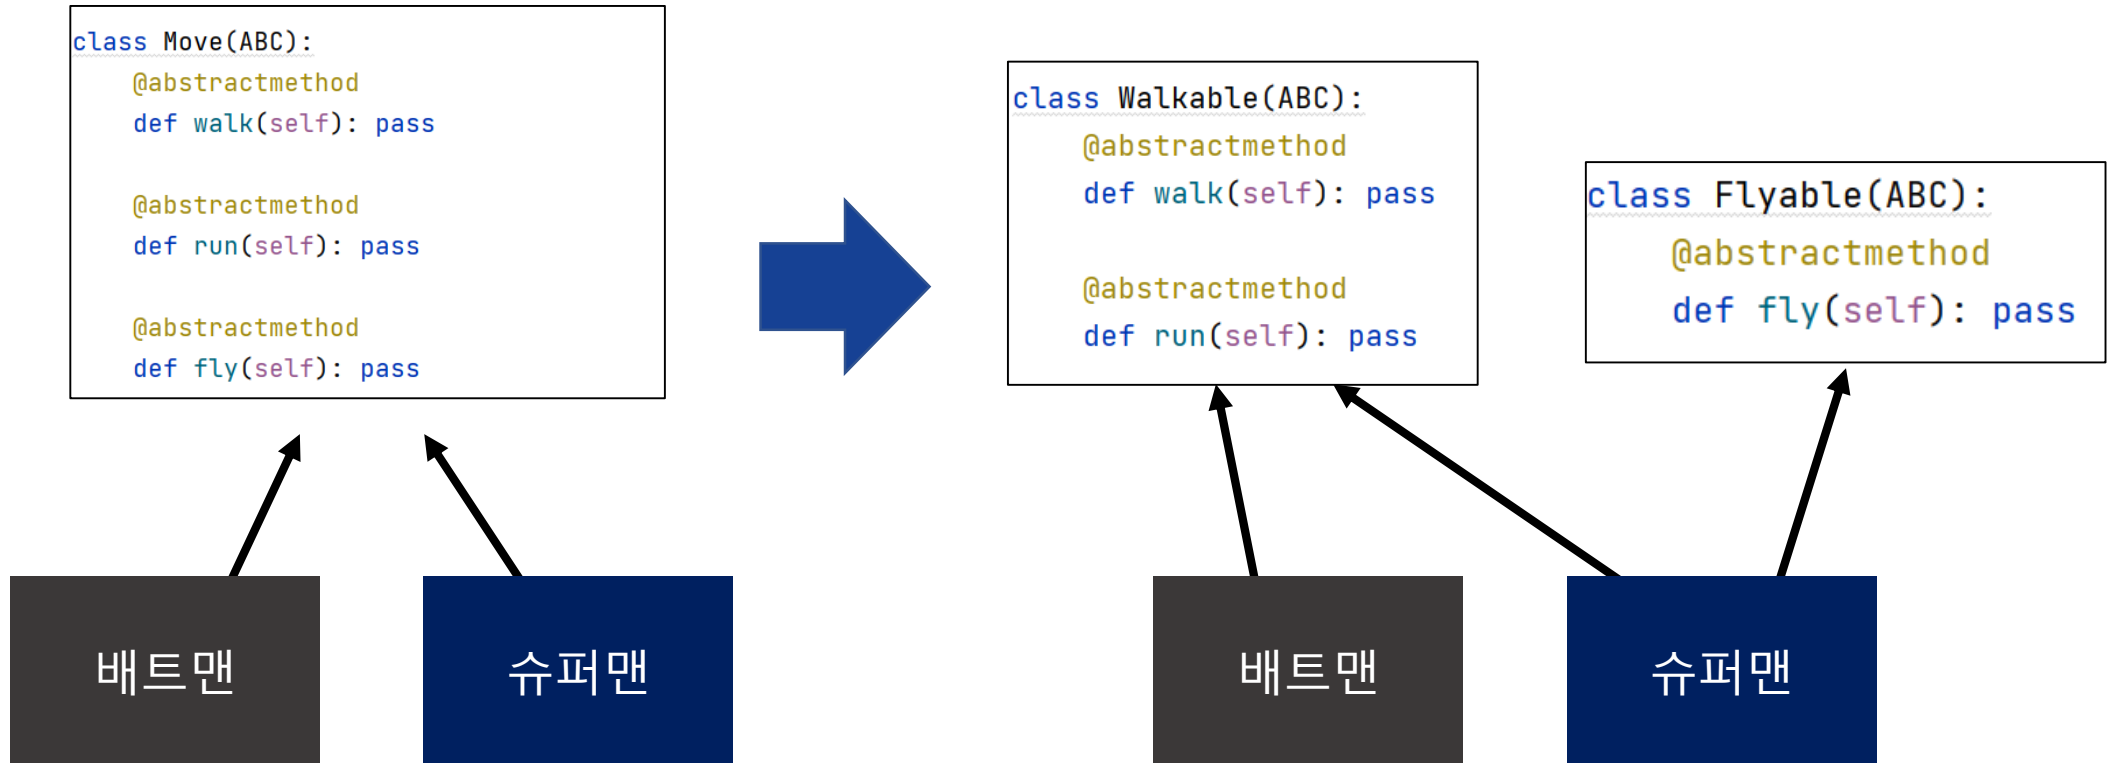 class Move(ABC):
    @abstractmethod
    def walk(self): pass
    @abstractmethod
    def run(self): pass
    @abstractmethod
    def fly(self): pass
배트맨
슈퍼맨
class Walkable(ABC):
    @abstractmethod
    def walk(self): pass
    @abstractmethod
    def run(self): pass
class Flyable(ABC):
    @abstractmethod
    def fly(self): pass
배트맨
슈퍼맨